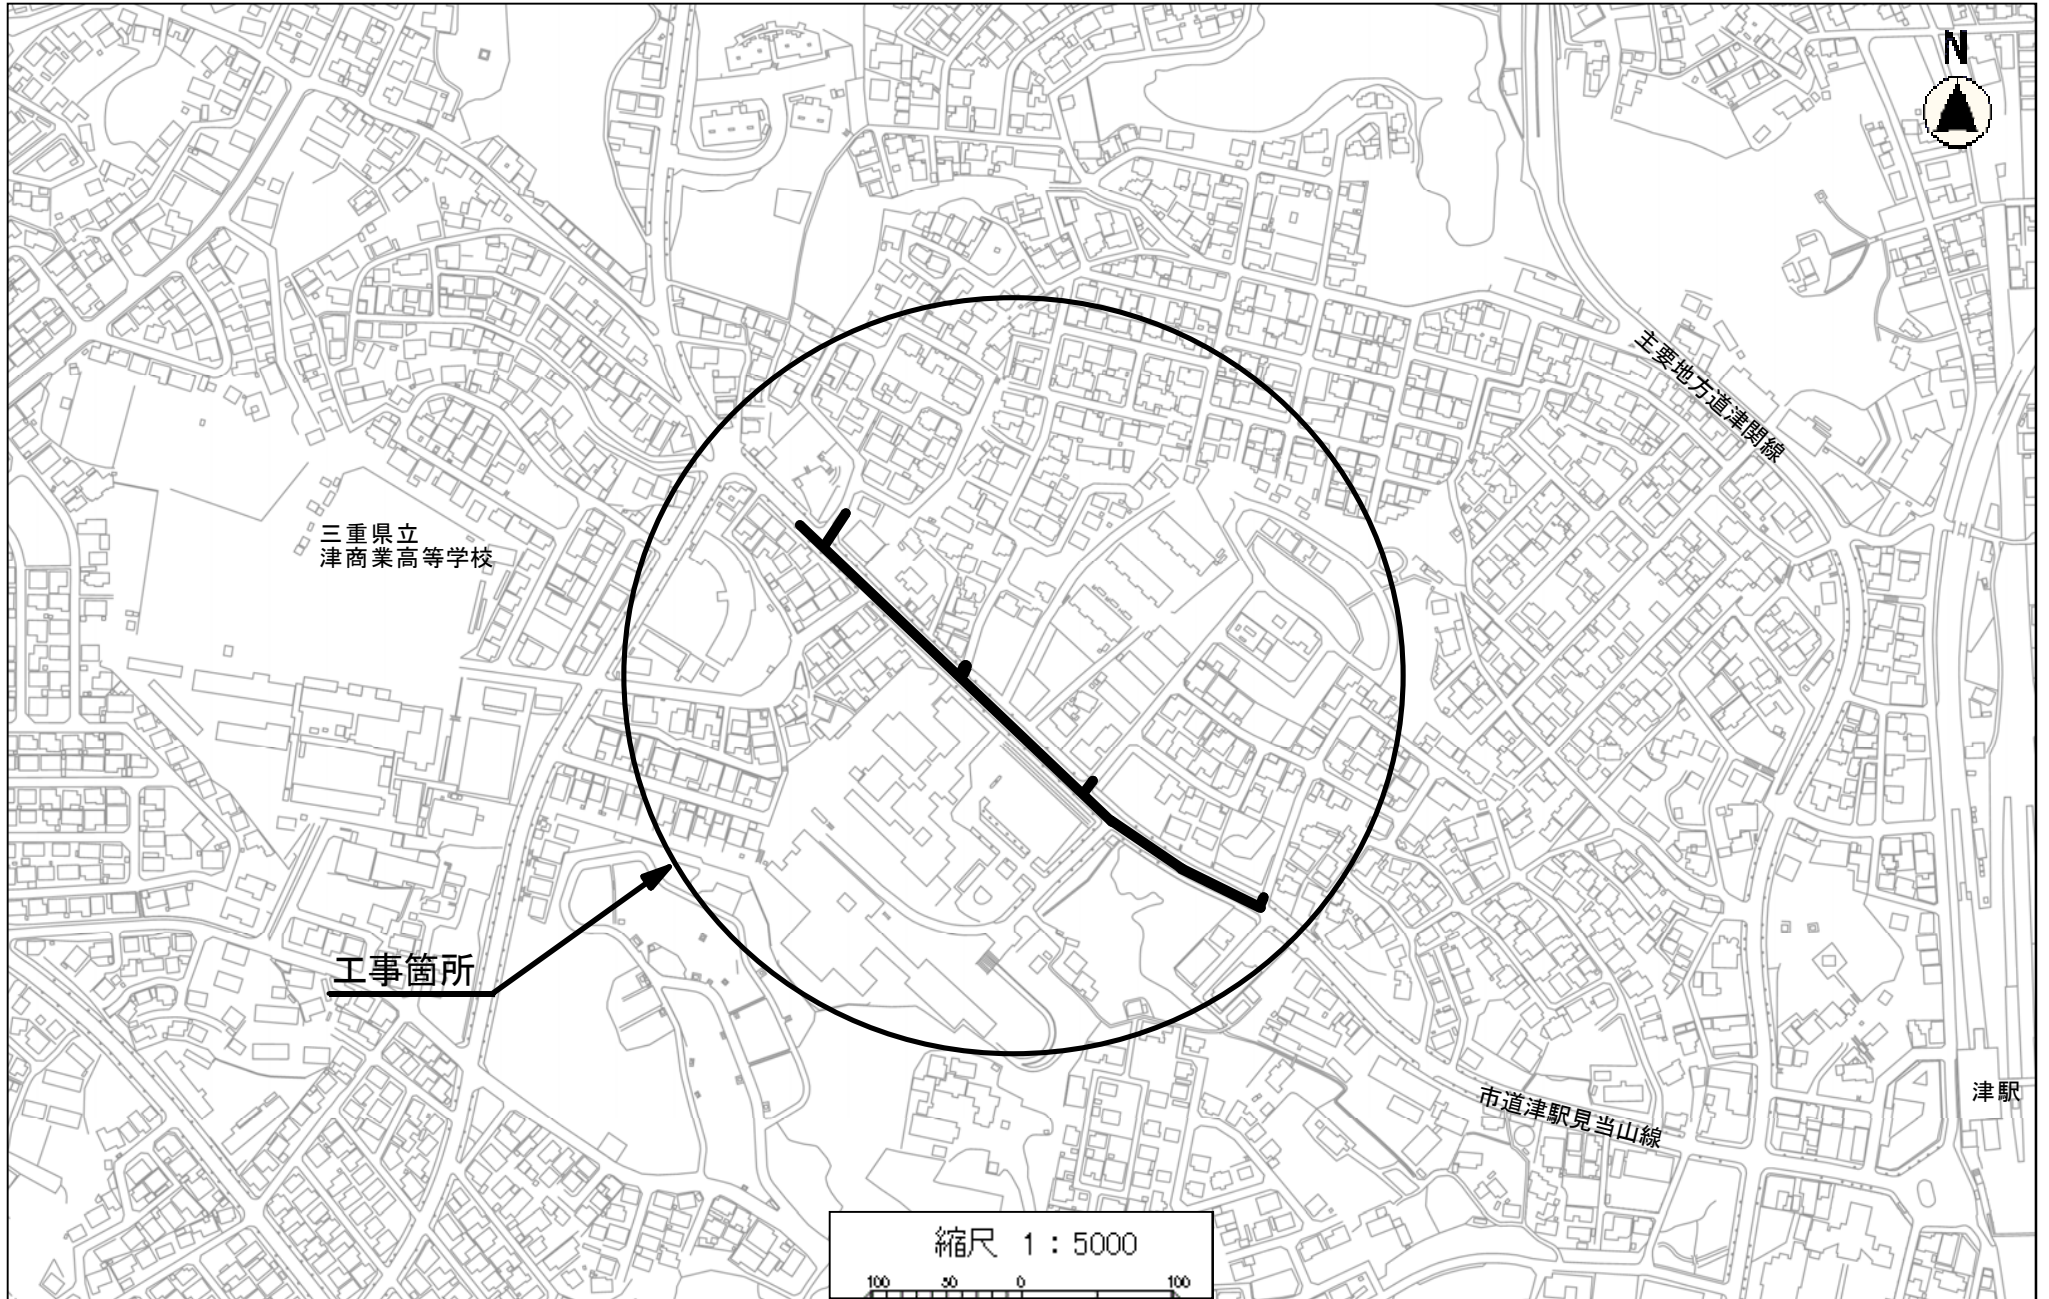 N
主要地方道津関線
三重県立
津商業高等学校
工事箇所
津駅
市道津駅見当山線
縮尺 1:5000
100 50 0 100